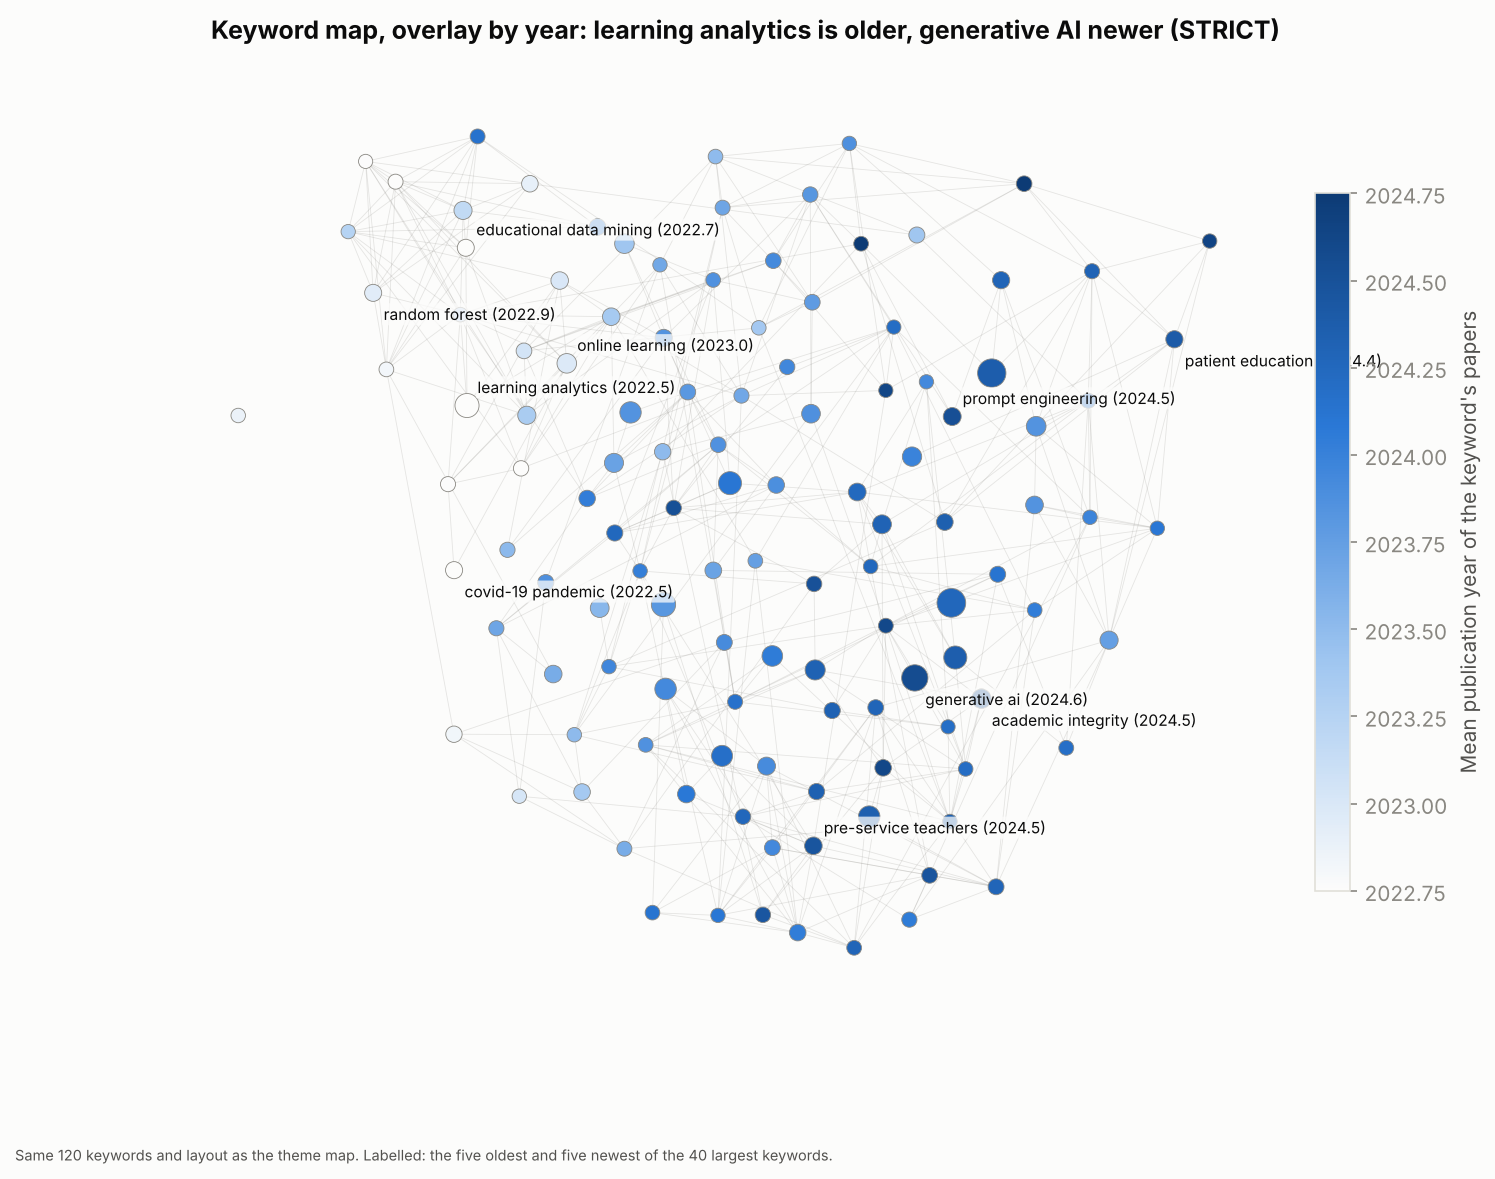 Keyword map, overlay by year: learning analytics is older, generative AI newer (STRICT)
educational data mining (2022.7)
random forest (2022.9)
online learning (2023.0)
learning analytics (2022.5)
patient education
4.4)
prompt engineering (2024.5)
covid-19 pandemic (2022.5)
generative ai (2024.6)
academic integrity (2024.5)
pre-service teachers (2024.5)
2024.75
2024.50
2024.25
2024.00
2023.75
2023.50
2023.25
2023.00
2022.75
Mean publication year of the keyword's papers
Same 120 keywords and layout as the theme map. Labelled: the five oldest and five newest of the 40 largest keywords.